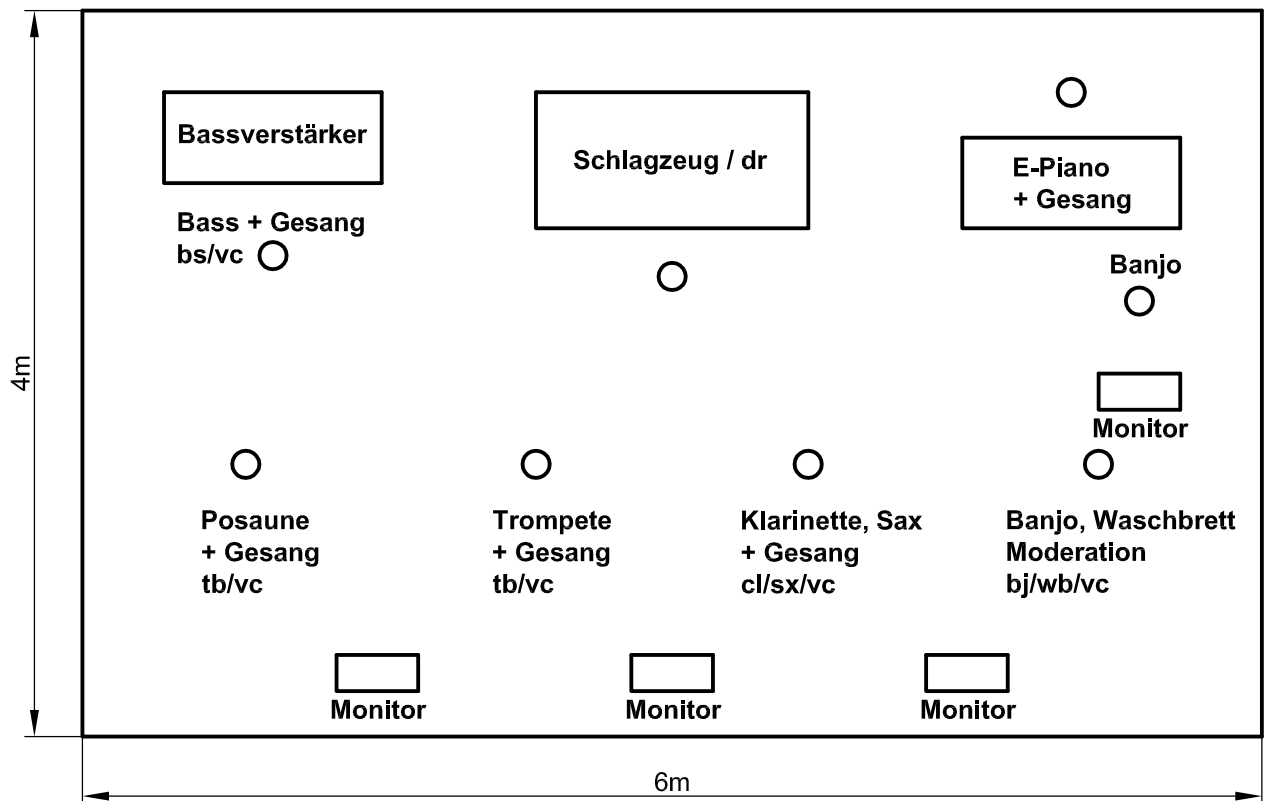 Bassverstärker
Schlagzeug / dr
E-Piano
+ Gesang
Bass + Gesang
bs/vc
Banjo
4m
Monitor
Posaune
+ Gesang
tb/vc
Trompete
+ Gesang
tb/vc
Klarinette, Sax
+ Gesang
cl/sx/vc
Banjo, Waschbrett
Moderation
bj/wb/vc
Monitor
Monitor
Monitor
6m